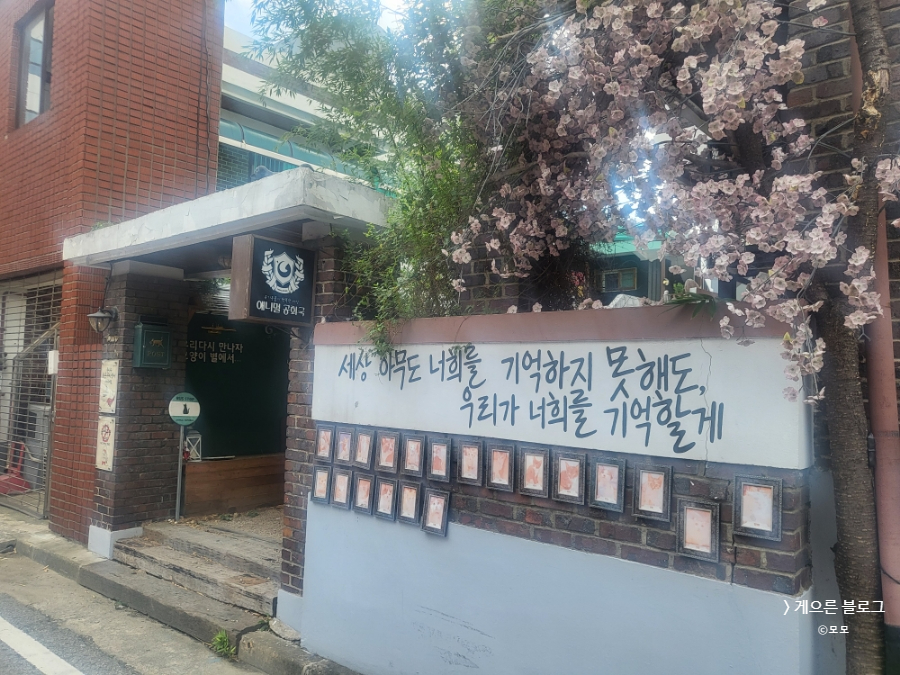 애니멀 공화국
우리다시 만나자
고양이 별에서..
세상 아무도 너희를 기억하지 못해도,
우리가 너희를 기억할게
〉게으른 블로그
©모모